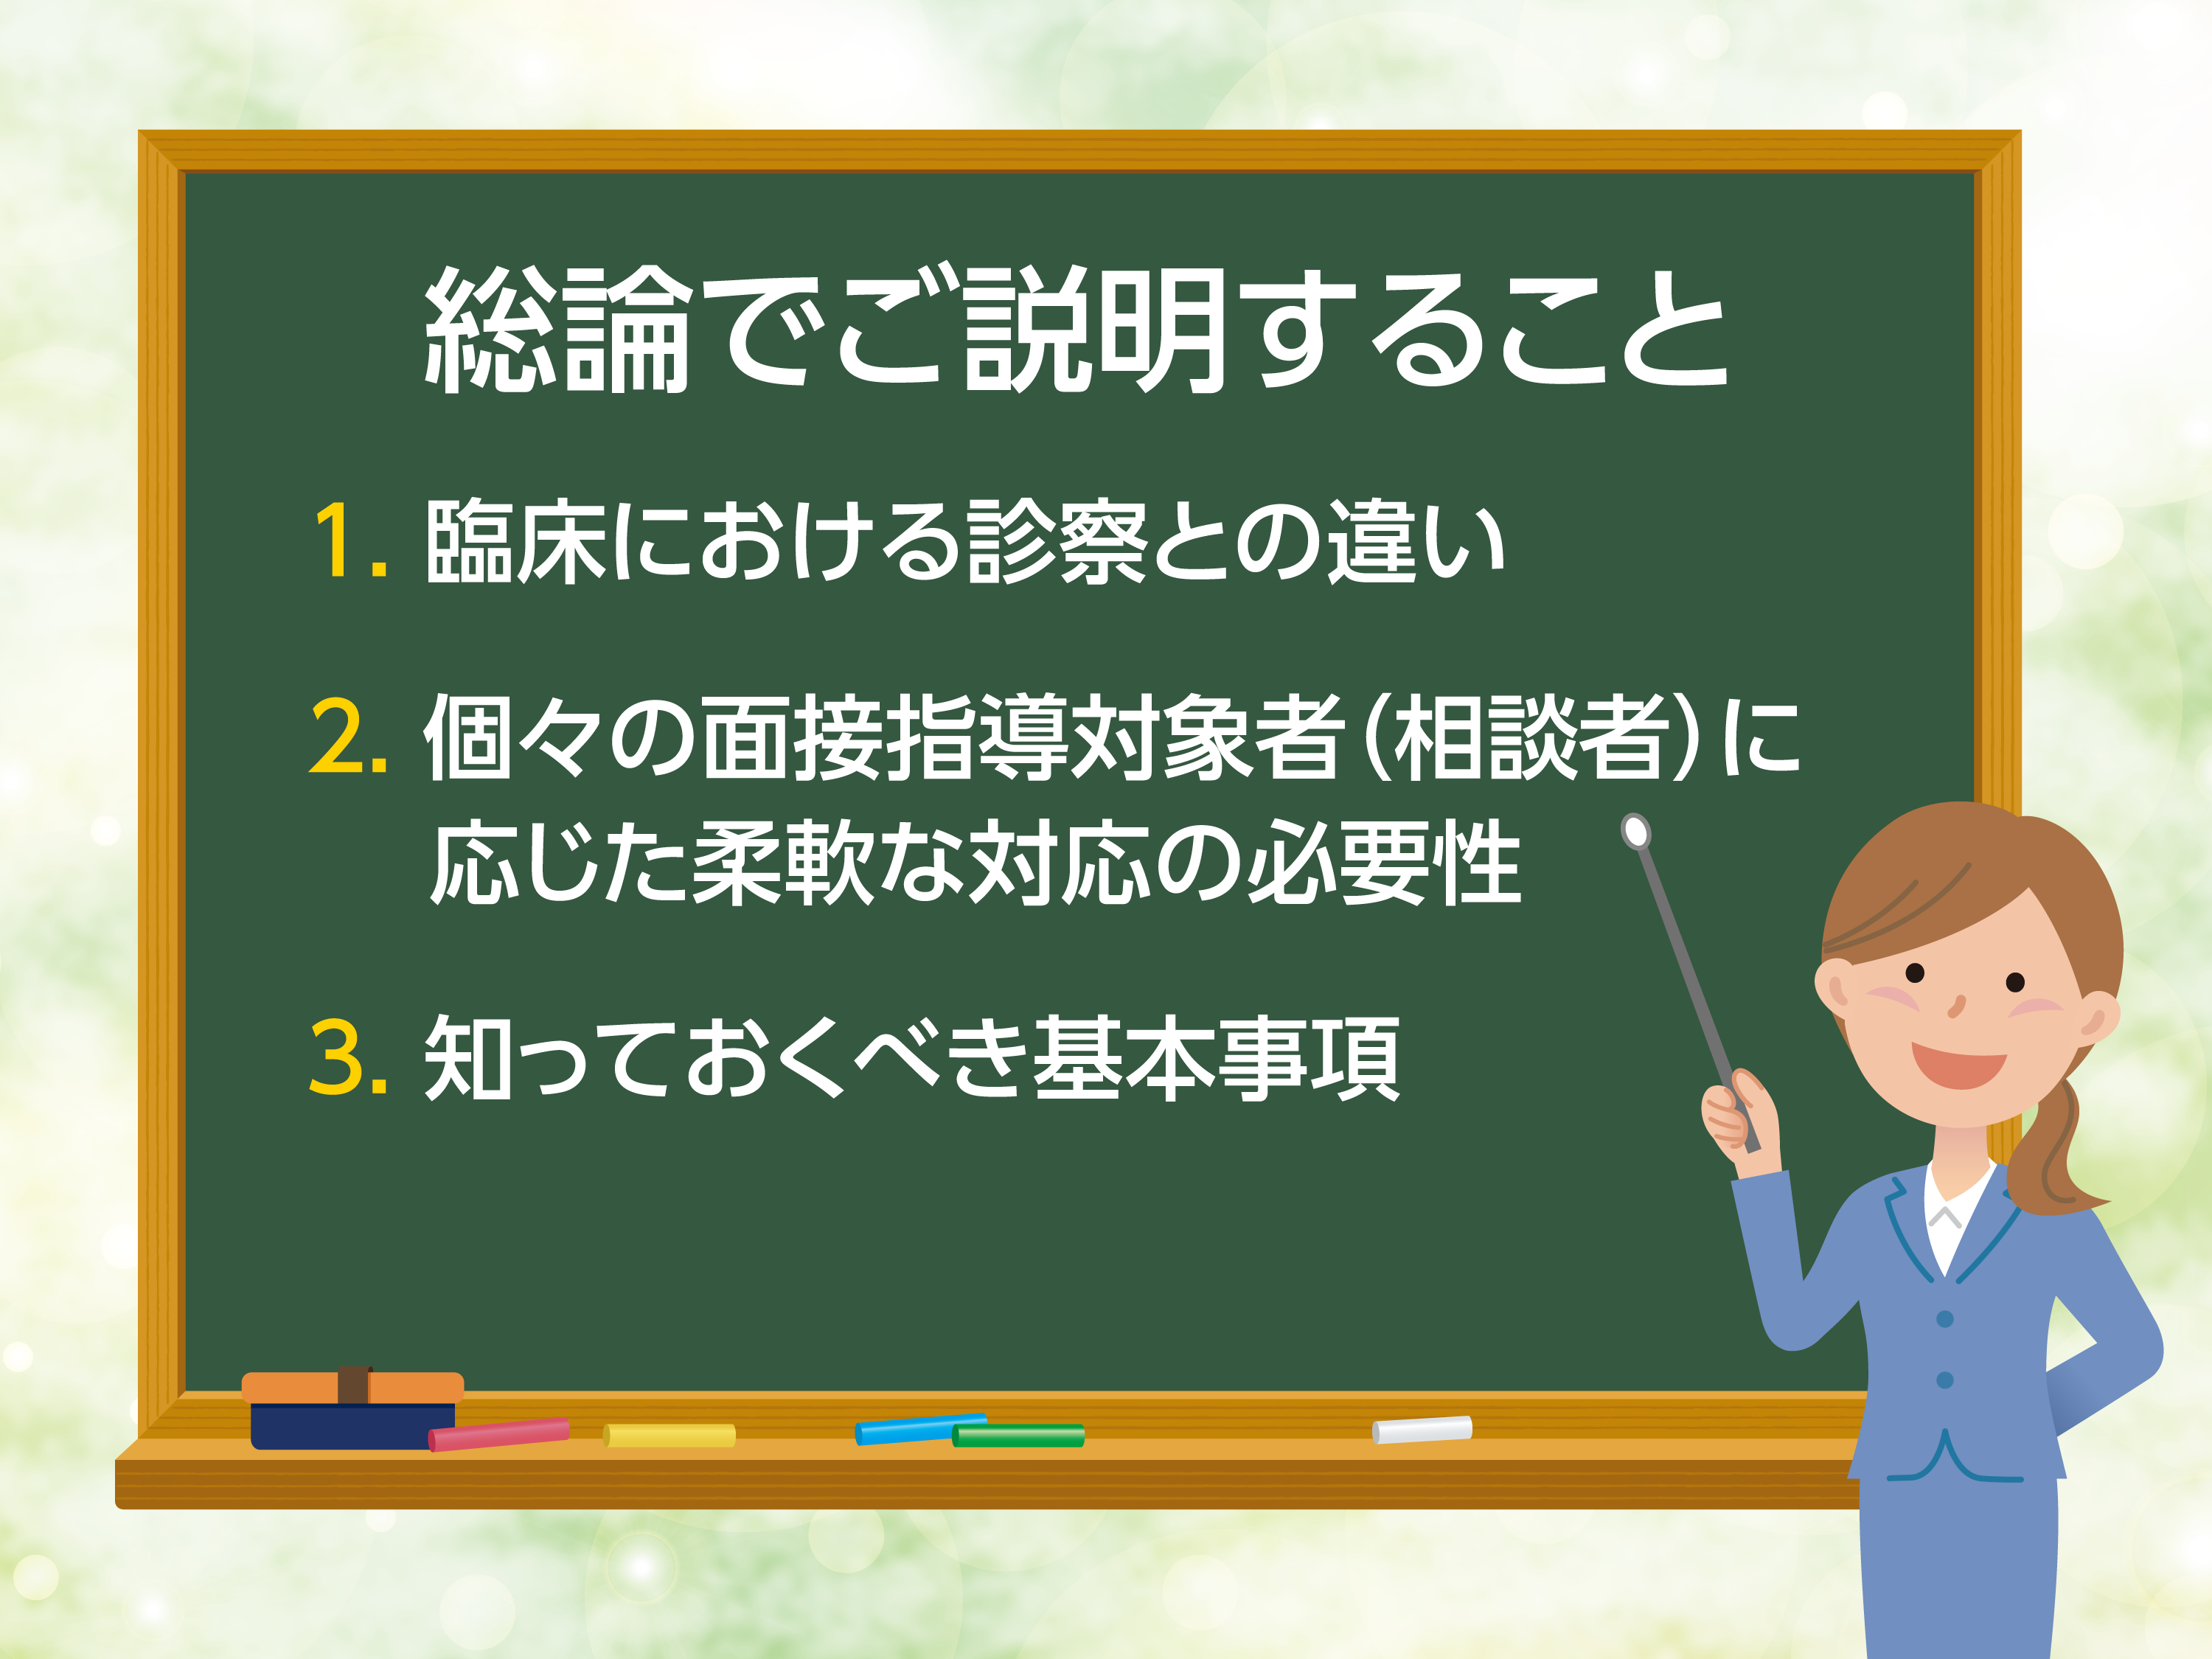 総論でご説明すること
1. 臨床における診察との違い
2. 個々の面接指導対象者(相談者)に
応じた柔軟な対応の必要性
3. 知っておくべき基本事項